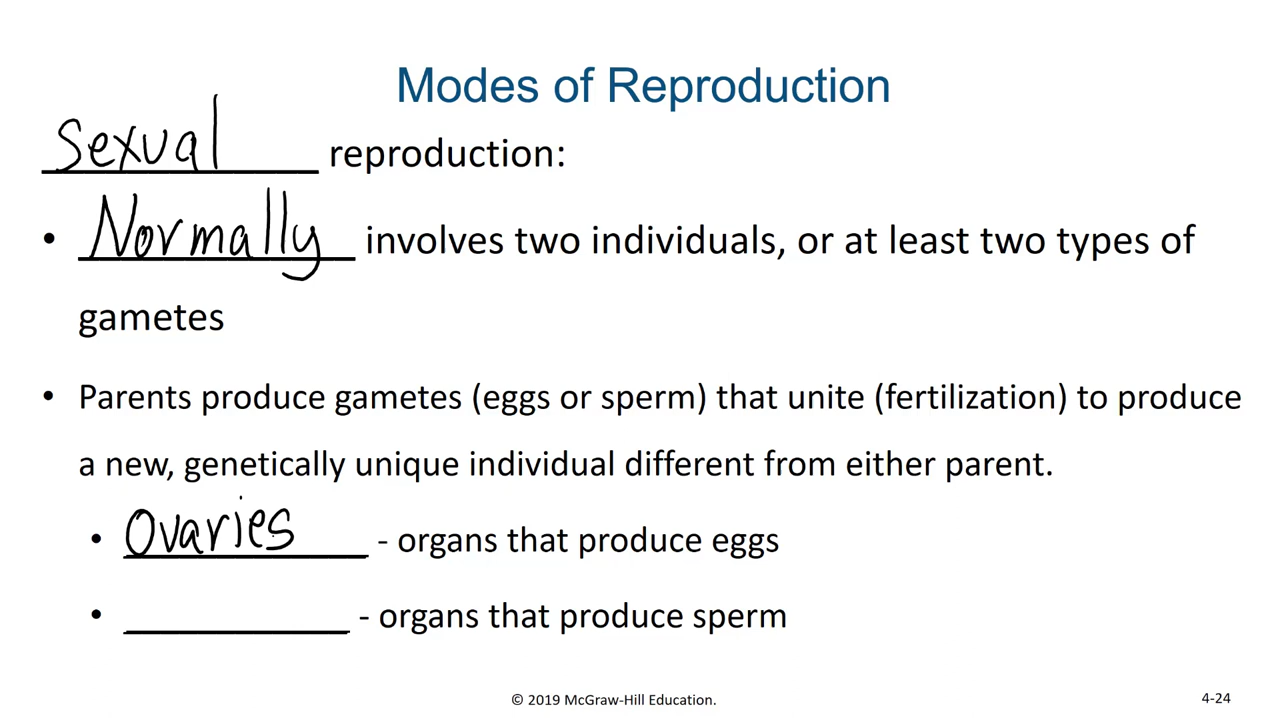 Modes of Reproduction
Sexual reproduction:
• Normally involves two individuals, or at least two types of
gametes
• Parents produce gametes (eggs or sperm) that unite (fertilization) to produce
a new, genetically unique individual different from either parent.
• Ovaries - organs that produce eggs
• __________ - organs that produce sperm
© 2019 McGraw-Hill Education.
4-24